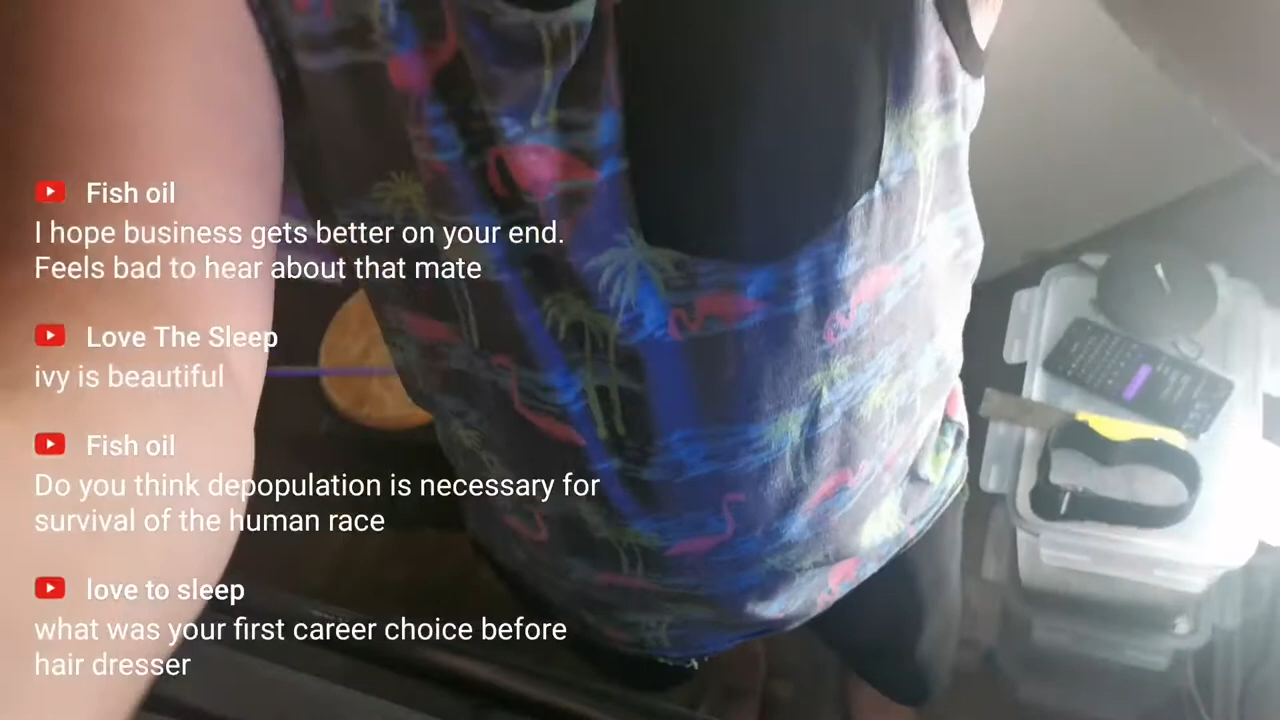 Fish oil
I hope business gets better on your end.
Feels bad to hear about that mate
Love The Sleep
ivy is beautiful
Fish oil
Do you think depopulation is necessary for
survival of the human race
love to sleep
what was your first career choice before
hair dresser